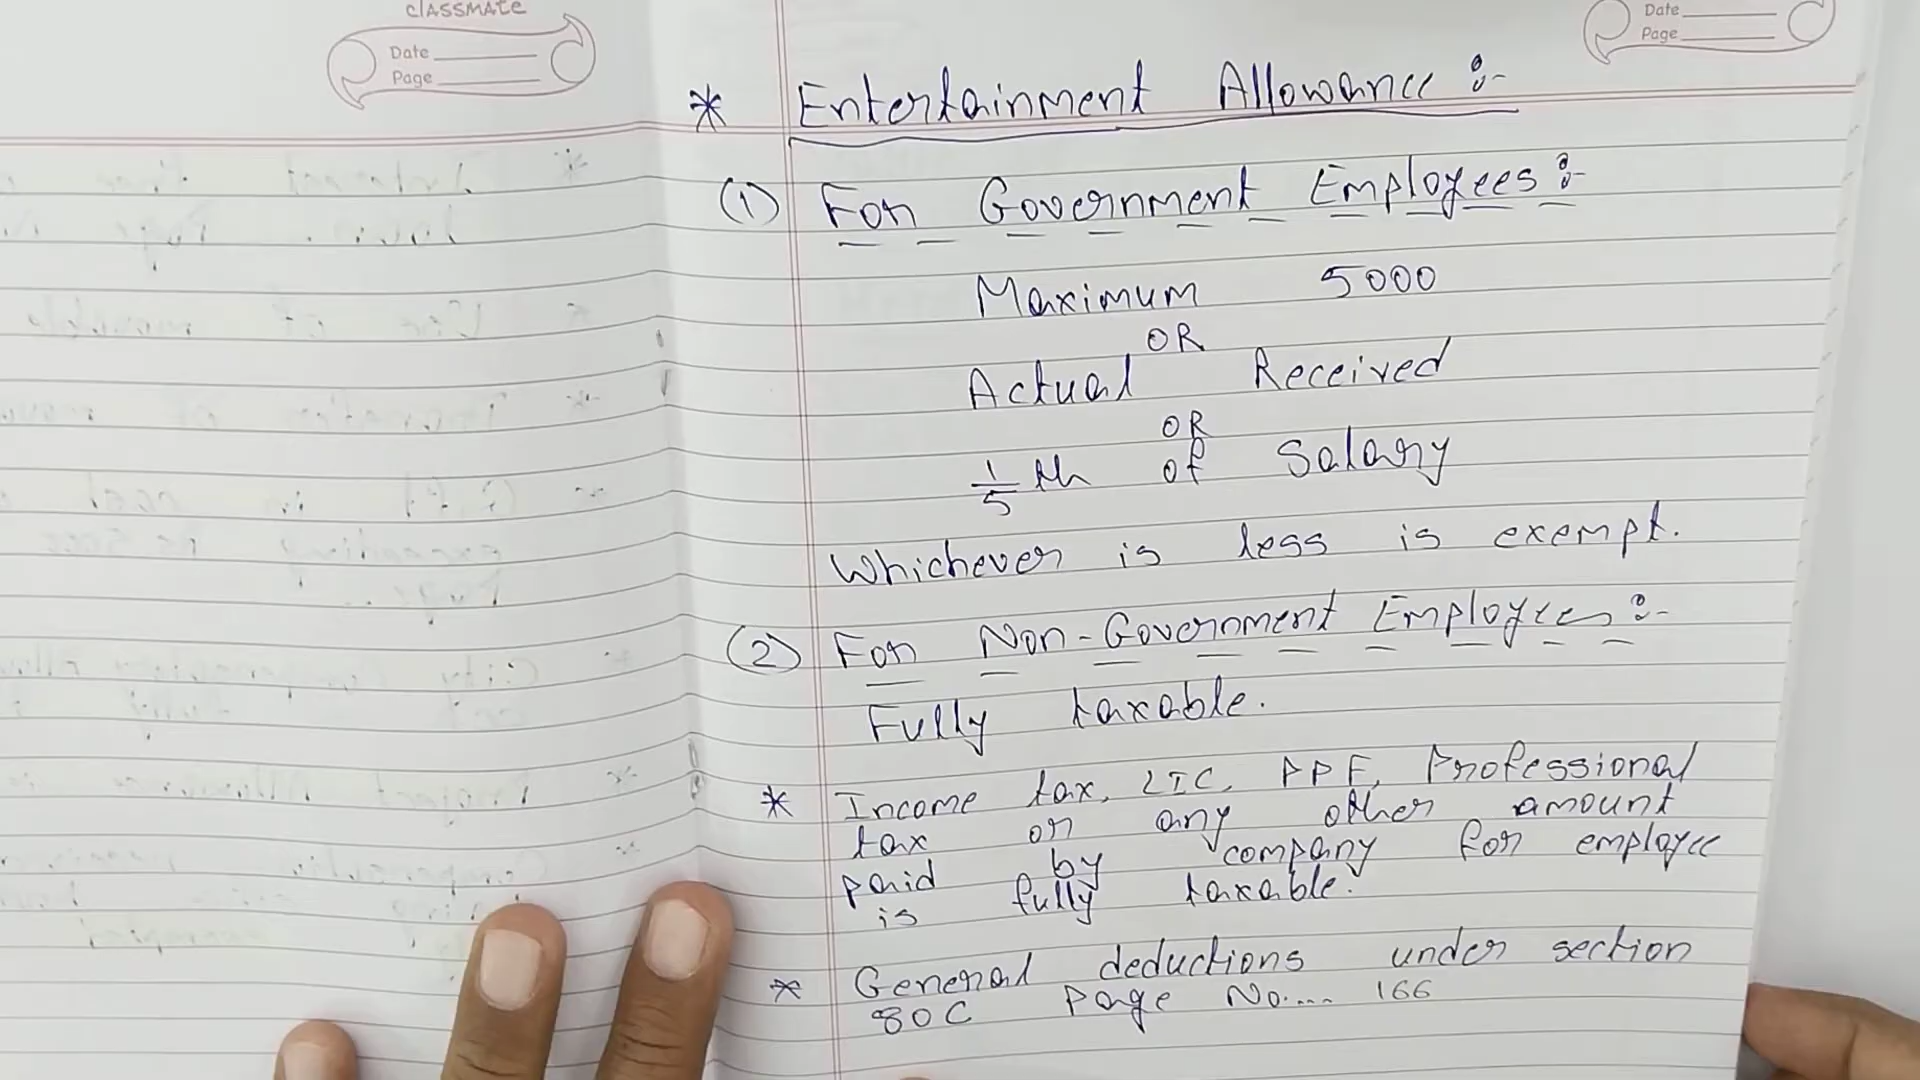 CLASSMATE
Date
Page
Date
Page
* Entertainment Allowance :-
(1) For Government Employees :-
Maximum 5000
OR
Actual Received
OR
1/5 th of Salary
Whichever is less is exempt.
(2) For Non-Government Employees :-
Fully taxable.
* Income tax, LIC, PPF, Professional
tax or any other amount
paid by company for employee
is fully taxable.
* General deductions under section
80C Page No.... 166